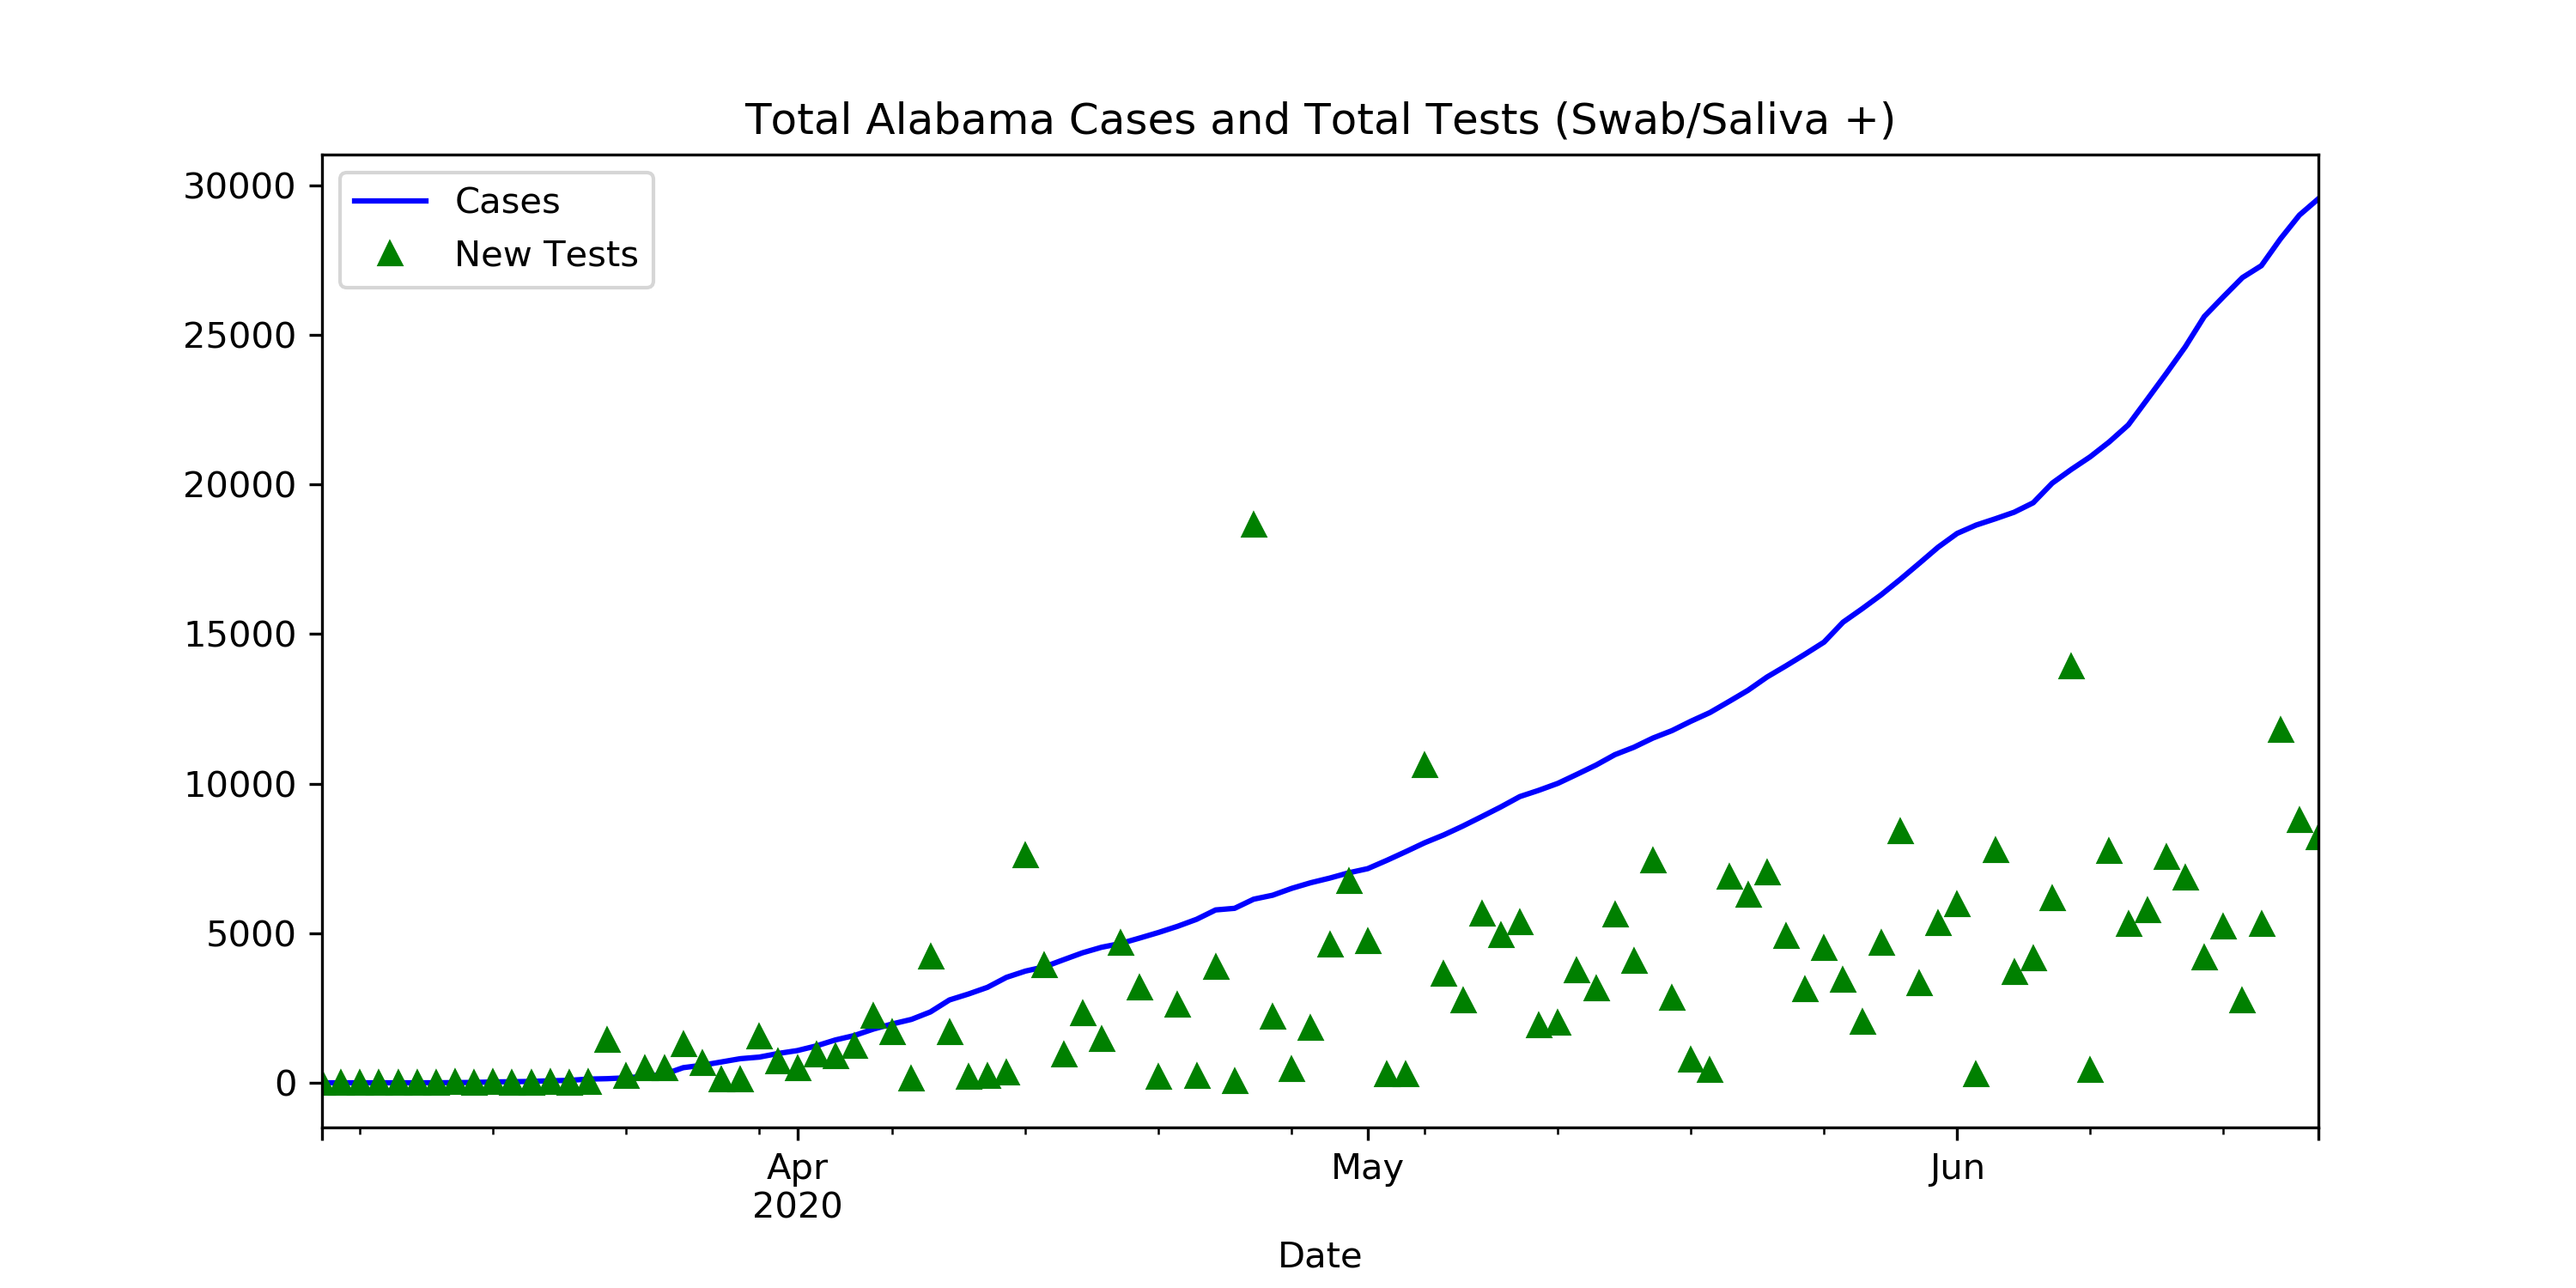 Total Alabama Cases and Total Tests (Swab/Saliva +)
Cases
New Tests
30000
25000
20000
15000
10000
5000
0
Apr
2020
May
Jun
Date